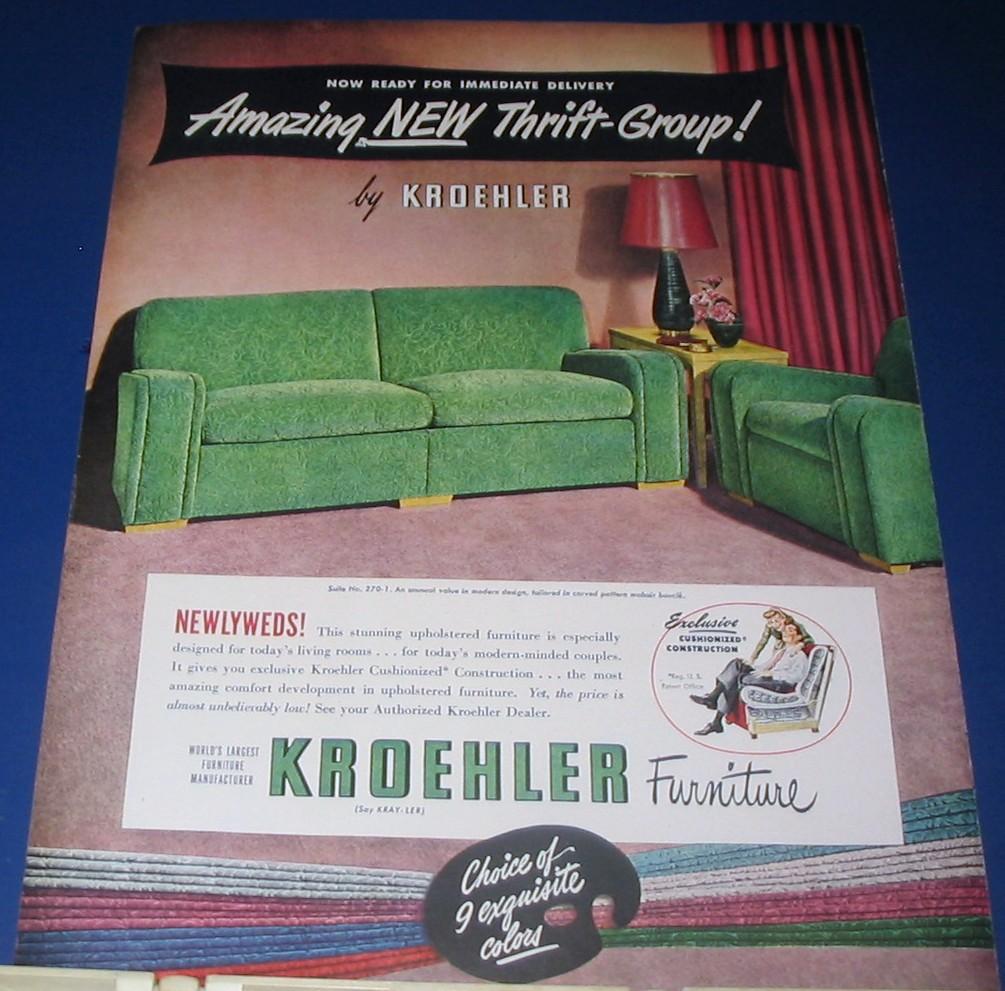 NOW READY FOR IMMEDIATE DELIVERY
Amazing NEW Thrift-Group!
by KROEHLER
Suite No. 270-1. An unusual value in modern design, tailored in carved pattern mohair bouclé.
NEWLYWEDS! This stunning upholstered furniture is especially
designed for today's living rooms . . . for today's modern-minded couples.
It gives you exclusive Kroehler Cushionized* Construction . . . the most
amazing comfort development in upholstered furniture. Yet, the price is
almost unbelievably low! See your Authorized Kroehler Dealer.
Exclusive
CUSHIONIZED*
CONSTRUCTION
*Reg. U. S.
Patent Office
WORLD'S LARGEST
FURNITURE
MANUFACTURER
KROEHLER Furniture
(Say KRAY-LER)
Choice of
9 exquisite
colors